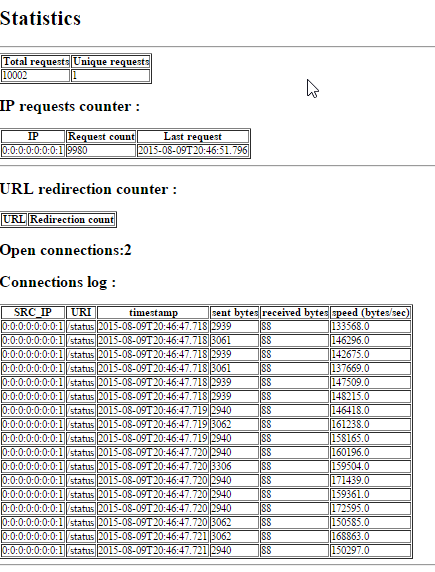 Statistics
Total requests Unique requests
10002 1
IP requests counter :
IP Request count Last request
0:0:0:0:0:0:0:1 9980 2015-08-09T20:46:51.796
URL redirection counter :
URL Redirection count
Open connections:2
Connections log :
SRC_IP URI timestamp sent bytes received bytes speed (bytes/sec)
0:0:0:0:0:0:0:1 /status 2015-08-09T20:46:47.718 2939 88 133568.0
0:0:0:0:0:0:0:1 /status 2015-08-09T20:46:47.718 3061 88 146296.0
0:0:0:0:0:0:0:1 /status 2015-08-09T20:46:47.718 2939 88 142675.0
0:0:0:0:0:0:0:1 /status 2015-08-09T20:46:47.718 3061 88 137669.0
0:0:0:0:0:0:0:1 /status 2015-08-09T20:46:47.718 2939 88 147509.0
0:0:0:0:0:0:0:1 /status 2015-08-09T20:46:47.718 2939 88 148215.0
0:0:0:0:0:0:0:1 /status 2015-08-09T20:46:47.719 2940 88 146418.0
0:0:0:0:0:0:0:1 /status 2015-08-09T20:46:47.719 3062 88 161238.0
0:0:0:0:0:0:0:1 /status 2015-08-09T20:46:47.719 2940 88 158165.0
0:0:0:0:0:0:0:1 /status 2015-08-09T20:46:47.720 2940 88 160196.0
0:0:0:0:0:0:0:1 /status 2015-08-09T20:46:47.720 3306 88 159504.0
0:0:0:0:0:0:0:1 /status 2015-08-09T20:46:47.720 2940 88 171439.0
0:0:0:0:0:0:0:1 /status 2015-08-09T20:46:47.720 2940 88 159361.0
0:0:0:0:0:0:0:1 /status 2015-08-09T20:46:47.720 2940 88 172595.0
0:0:0:0:0:0:0:1 /status 2015-08-09T20:46:47.720 3062 88 150585.0
0:0:0:0:0:0:0:1 /status 2015-08-09T20:46:47.721 3062 88 168863.0
0:0:0:0:0:0:0:1 /status 2015-08-09T20:46:47.721 2940 88 150297.0